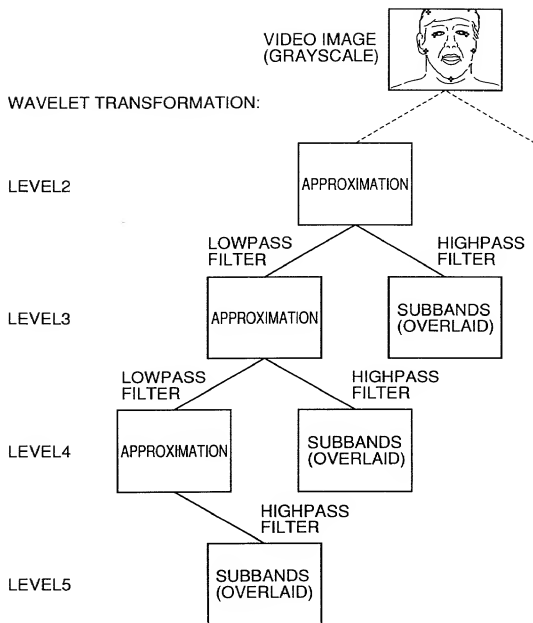 VIDEO IMAGE
(GRAYSCALE)
WAVELET TRANSFORMATION:
LEVEL2
APPROXIMATION
LOWPASS
FILTER
HIGHPASS
FILTER
LEVEL3
APPROXIMATION
SUBBANDS
(OVERLAID)
LOWPASS
FILTER
HIGHPASS
FILTER
LEVEL4
APPROXIMATION
SUBBANDS
(OVERLAID)
HIGHPASS
FILTER
LEVEL5
SUBBANDS
(OVERLAID)